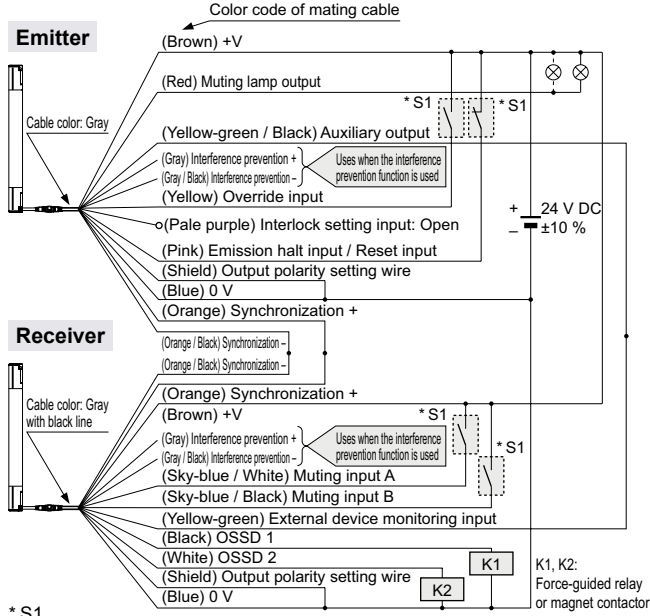 Color code of mating cable
Emitter
(Brown) +V
(Red) Muting lamp output
* S1
* S1
Cable color: Gray
(Yellow-green / Black) Auxiliary output
(Gray) Interference prevention +
(Gray / Black) Interference prevention –
Uses when the interference
prevention function is used
(Yellow) Override input
(Pale purple) Interlock setting input: Open
+
–
24 V DC
±10 %
(Pink) Emission halt input / Reset input
(Shield) Output polarity setting wire
(Blue) 0 V
(Orange) Synchronization +
Receiver
(Orange / Black) Synchronization –
(Orange / Black) Synchronization –
(Orange) Synchronization +
(Brown) +V
Cable color: Gray
with black line
* S1
* S1
(Gray) Interference prevention +
(Gray / Black) Interference prevention –
Uses when the interference
prevention function is used
(Sky-blue / White) Muting input A
(Sky-blue / Black) Muting input B
(Yellow-green) External device monitoring input
(Black) OSSD 1
(White) OSSD 2
(Shield) Output polarity setting wire
(Blue) 0 V
K1
K2
K1, K2:
Force-guided relay
or magnet contactor
* S1